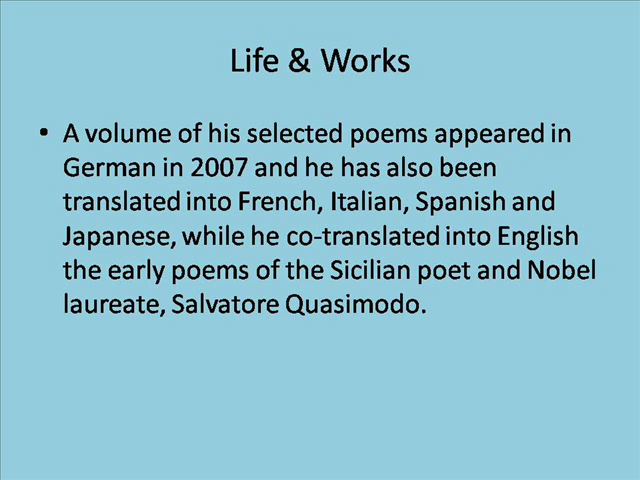 Life & Works
• A volume of his selected poems appeared in
German in 2007 and he has also been
translated into French, Italian, Spanish and
Japanese, while he co-translated into English
the early poems of the Sicilian poet and Nobel
laureate, Salvatore Quasimodo.